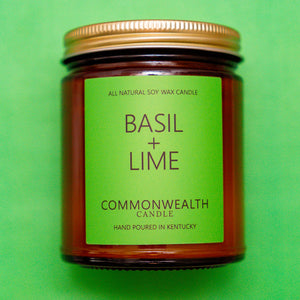 ALL NATURAL SOY WAX CANDLE
BASIL
+
LIME
COMMONWEALTH
CANDLE
HAND POURED IN KENTUCKY